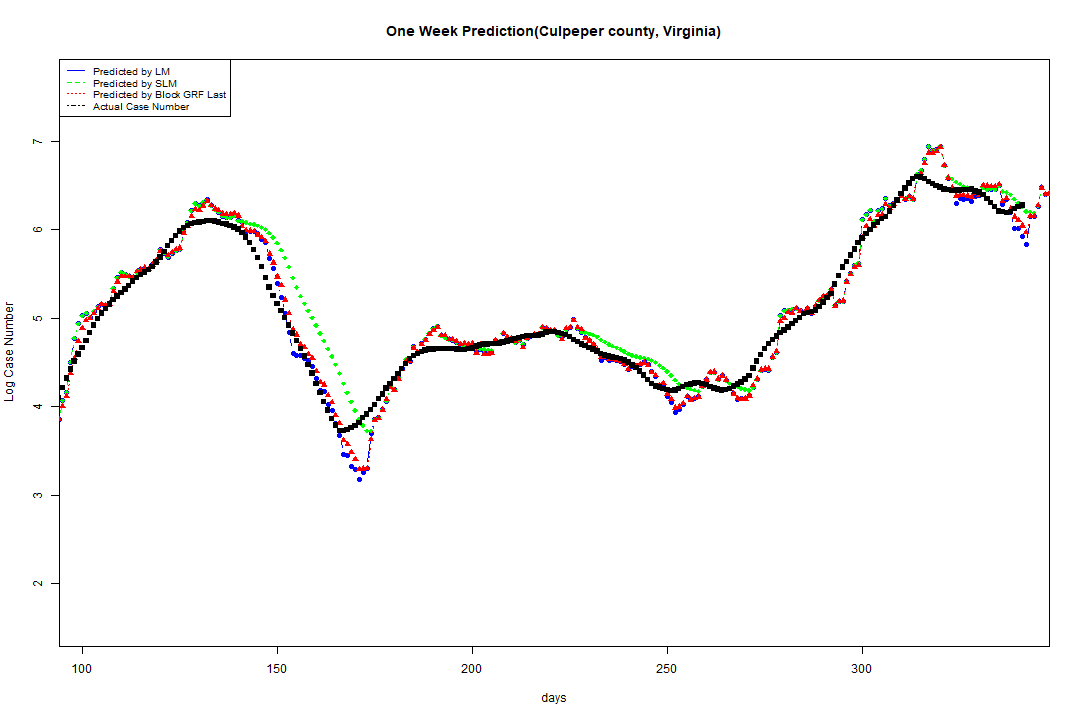 One Week Prediction(Culpeper county, Virginia)
Predicted by LM
Predicted by SLM
Predicted by Block GRF Last
Actual Case Number
Log Case Number
7
6
5
4
3
2
100 150 200 250 300
days